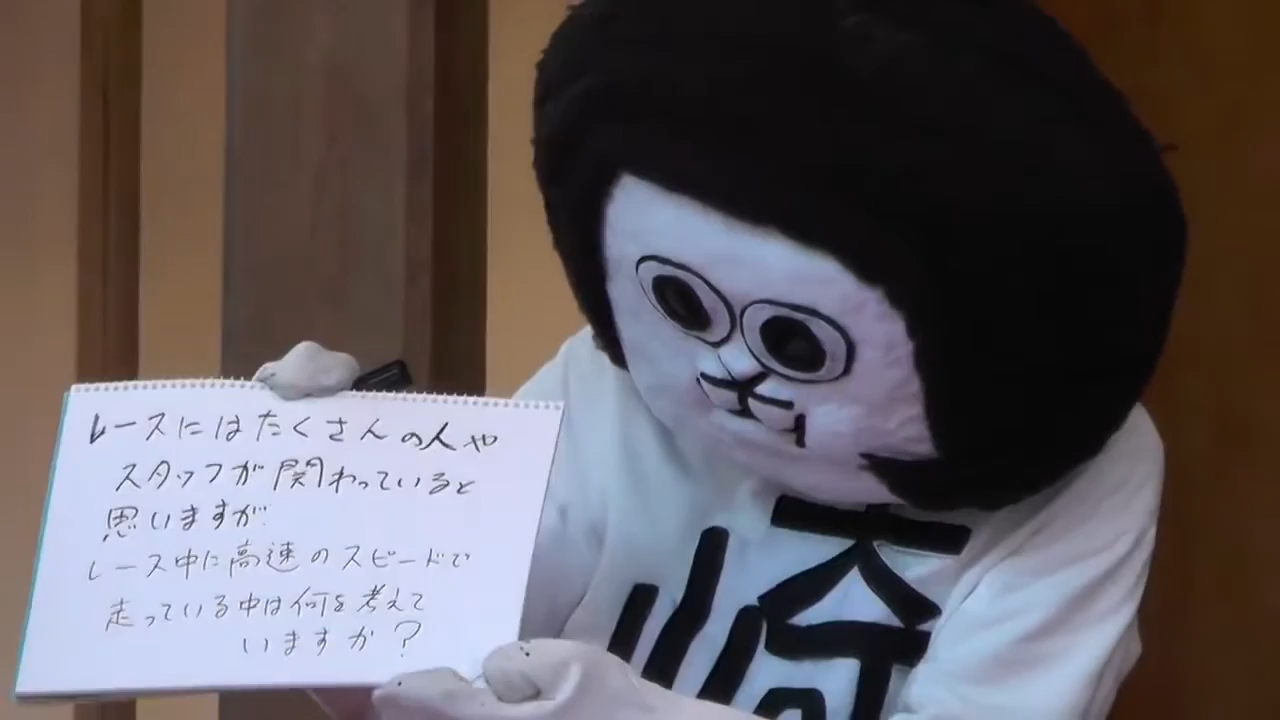 レースにはたくさんの人や
スタッフが関わっていると
思いますが
レース中に高速のスピードで
走っている中は何を考えて
いますか?
崎